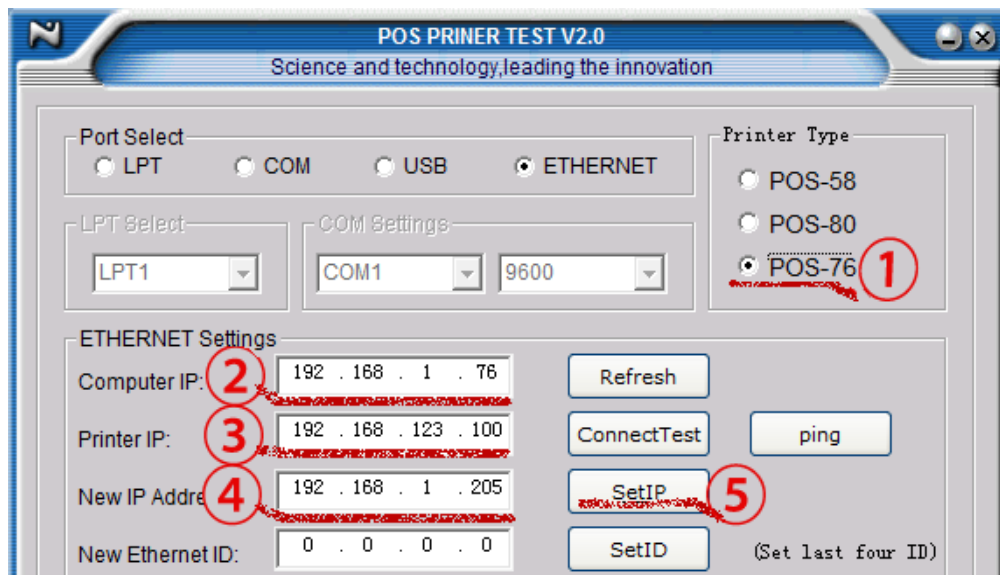 POS PRINER TEST V2.0
Science and technology,leading the innovation
Port Select
LPT COM USB ETHERNET
Printer Type
POS-58
POS-80
POS-76 1
LPT Select
LPT1
COM Settings
COM1 9600
ETHERNET Settings
Computer IP: 2 192 . 168 . 1 . 76 Refresh
Printer IP: 3 192 . 168 . 123 . 100 ConnectTest ping
New IP Addre 4 192 . 168 . 1 . 205 SetIP 5
New Ethernet ID: 0 . 0 . 0 . 0 SetID (Set last four ID)